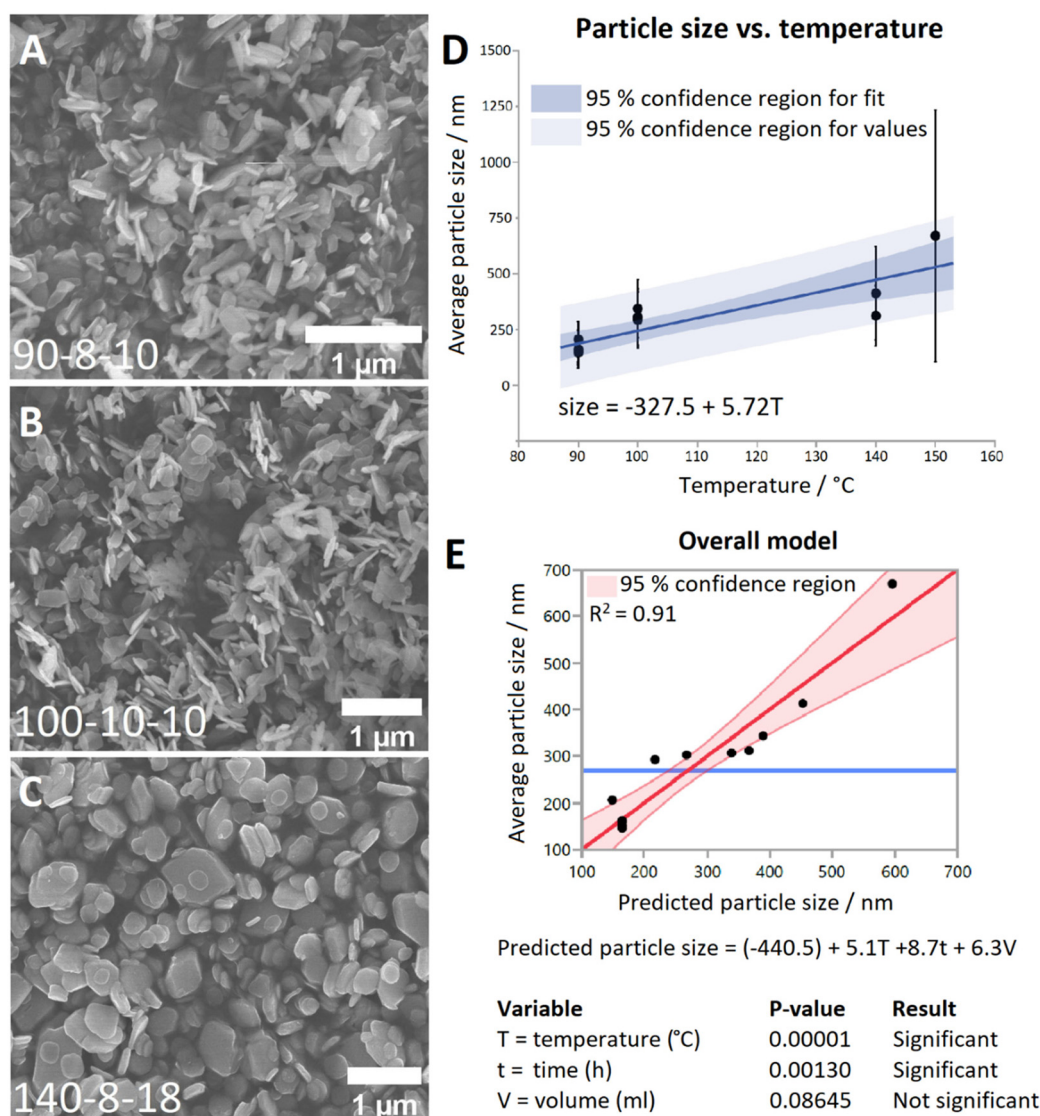 A
90-8-10
1 µm
B
100-10-10
1 µm
C
140-8-18
1 µm
D
Particle size vs. temperature
95 % confidence region for fit
95 % confidence region for values
Average particle size / nm
1500
1250
1000
750
500
250
0
size = -327.5 + 5.72T
80 90 100 110 120 130 140 150 160
Temperature / °C
E
Overall model
95 % confidence region
R² = 0.91
Average particle size / nm
700
600
500
400
300
200
100
100 200 300 400 500 600 700
Predicted particle size / nm
Predicted particle size = (-440.5) + 5.1T +8.7t + 6.3V
Variable P-value Result
T = temperature (°C) 0.00001 Significant
t = time (h) 0.00130 Significant
V = volume (ml) 0.08645 Not significant